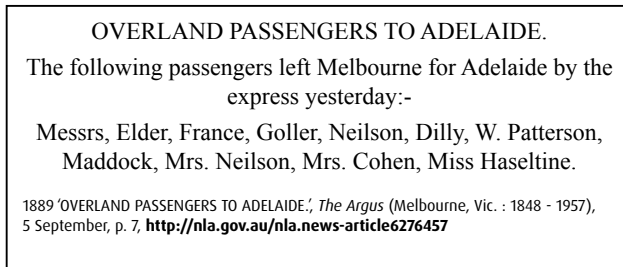 OVERLAND PASSENGERS TO ADELAIDE.
The following passengers left Melbourne for Adelaide by the
express yesterday:-
Messrs, Elder, France, Goller, Neilson, Dilly, W. Patterson,
Maddock, Mrs. Neilson, Mrs. Cohen, Miss Haseltine.
1889 'OVERLAND PASSENGERS TO ADELAIDE.', The Argus (Melbourne, Vic. : 1848 - 1957),
5 September, p. 7, http://nla.gov.au/nla.news-article6276457